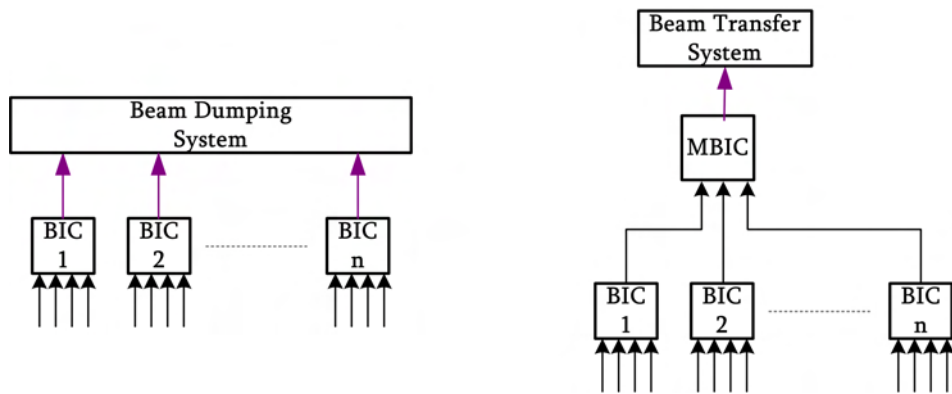 Beam Dumping
System
BIC
1
BIC
2
BIC
n
Beam Transfer
System
MBIC
BIC
1
BIC
2
BIC
n